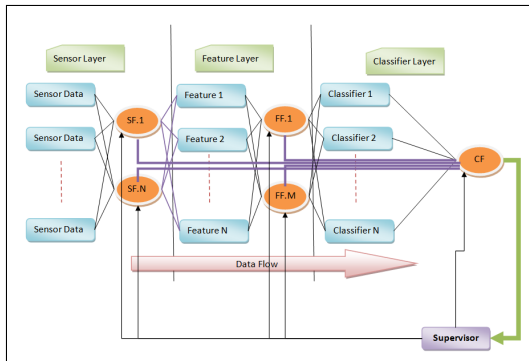 Sensor Layer
Feature Layer
Classifier Layer
Sensor Data
Feature 1
Classifier 1
SF.1
FF.1
Sensor Data
Feature 2
Classifier 2
CF
SF.N
FF.M
Sensor Data
Feature N
Classifier N
Data Flow
Supervisor